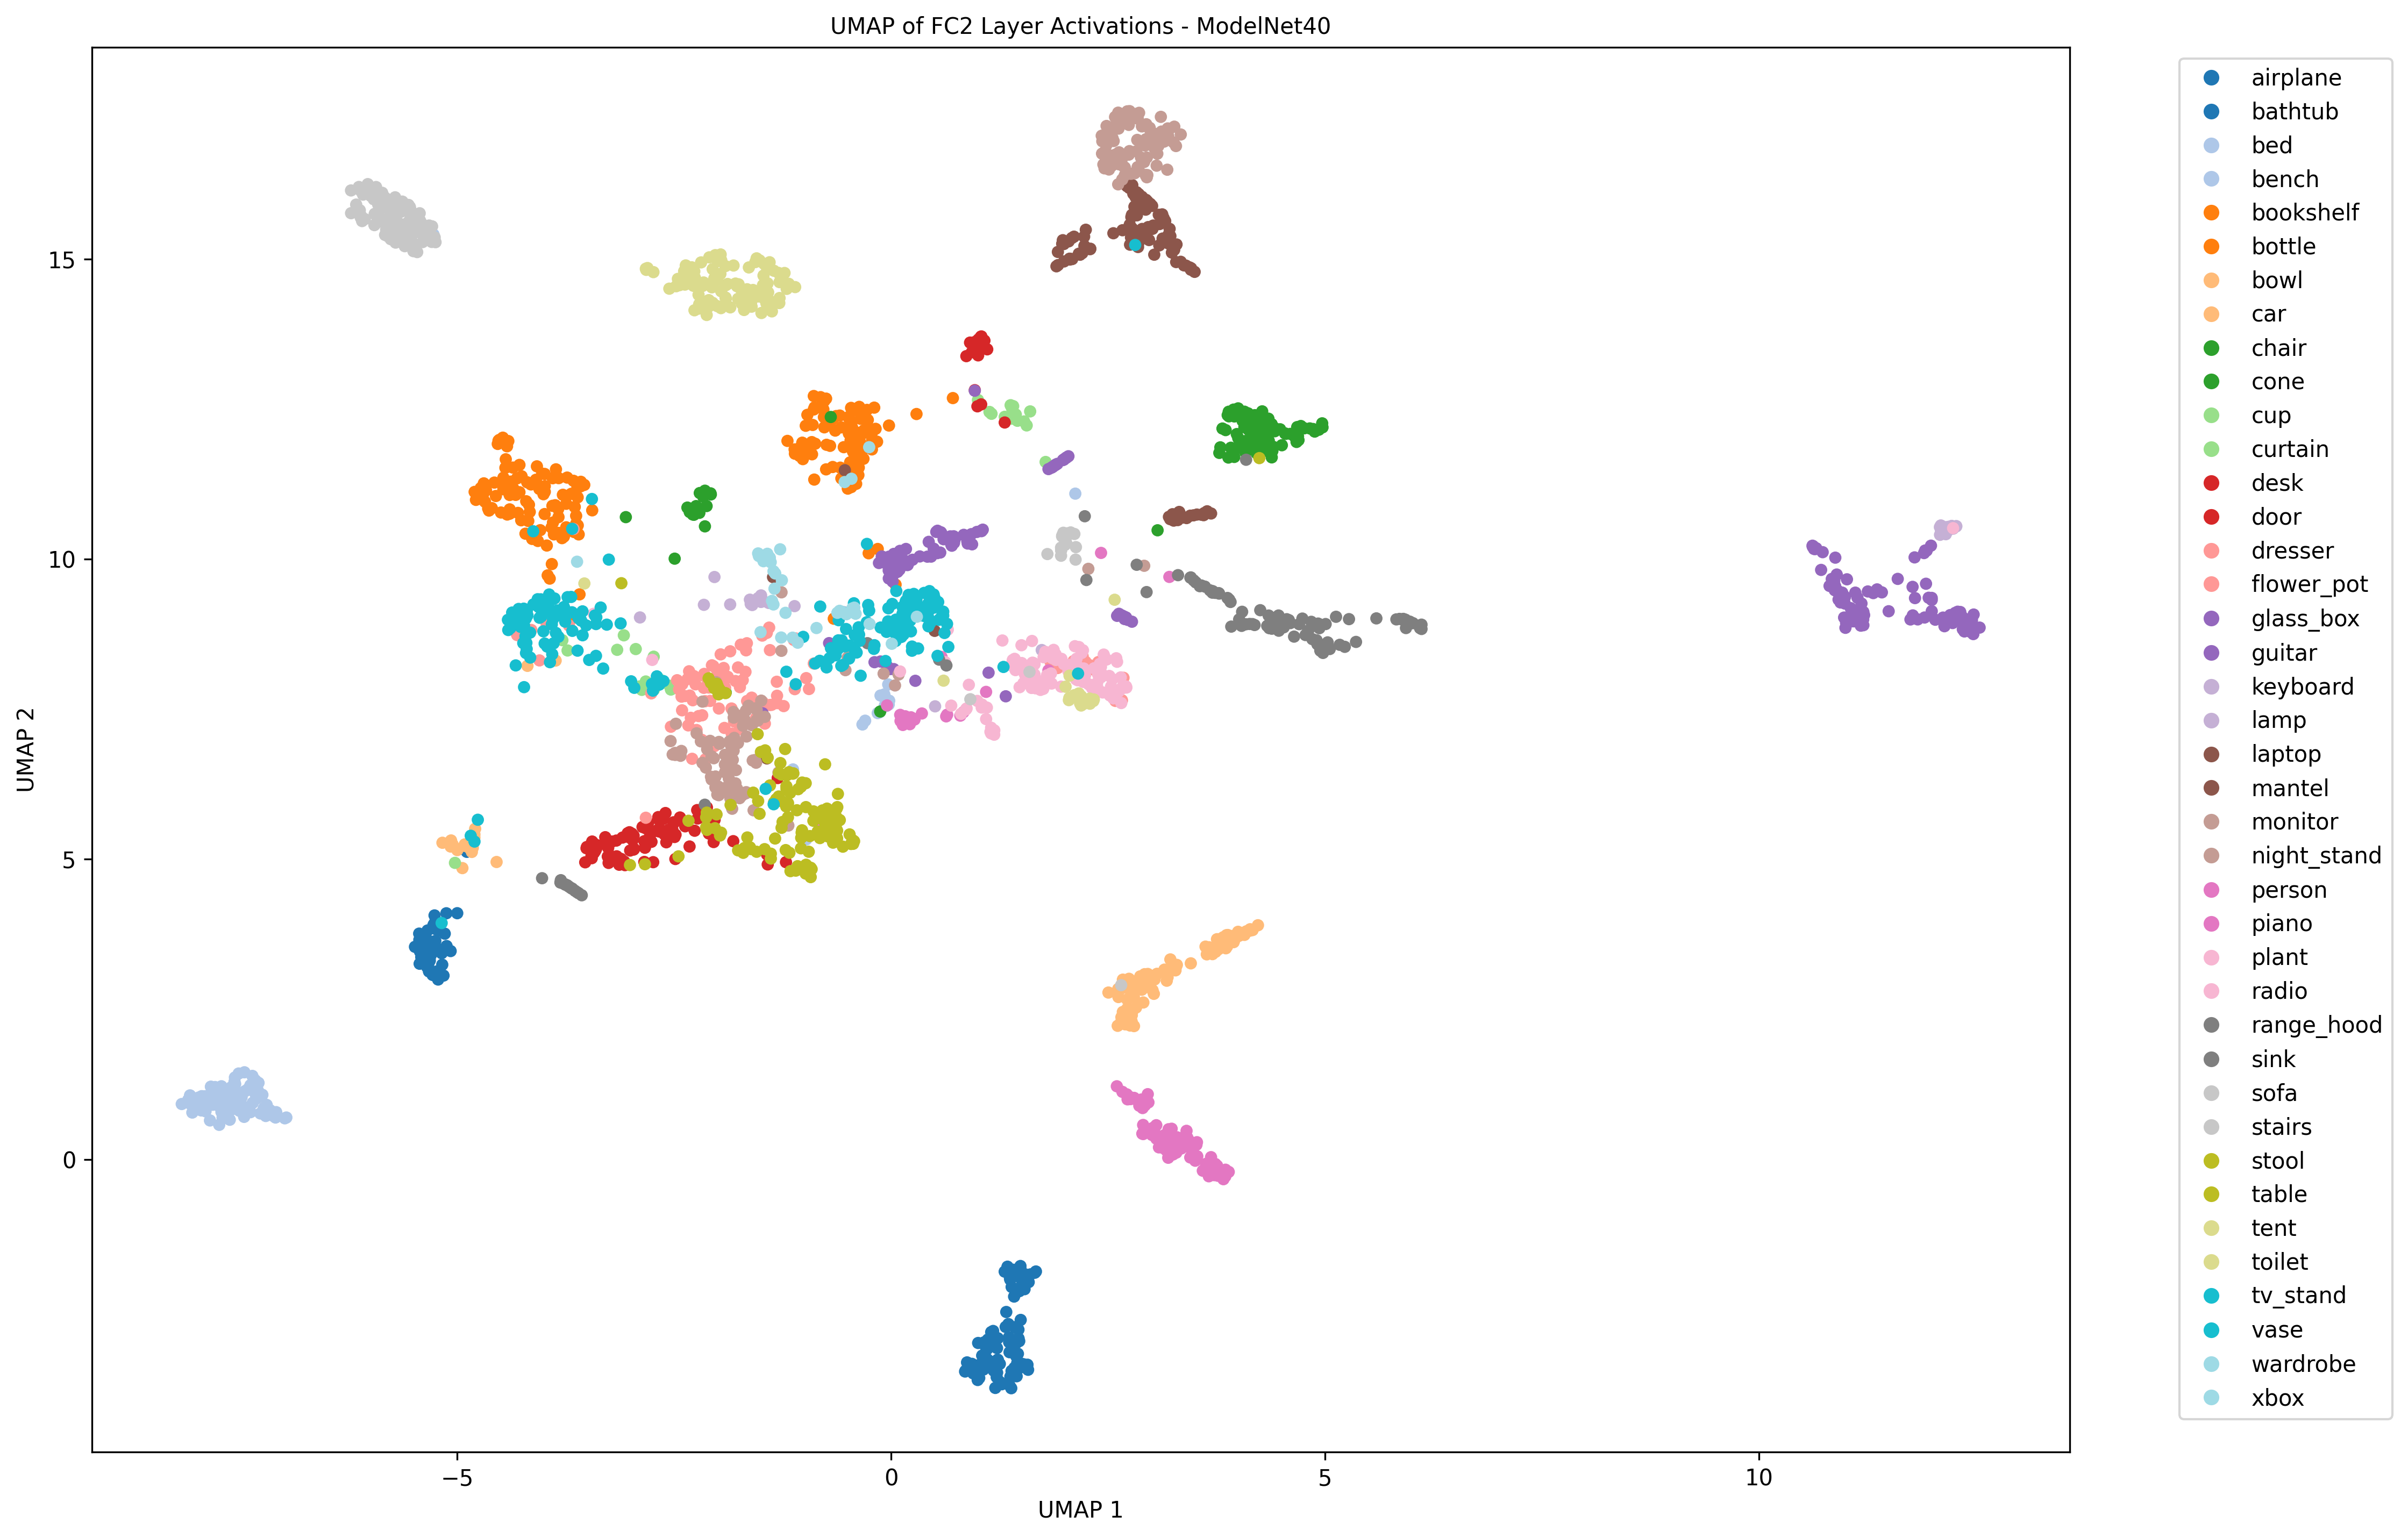 UMAP of FC2 Layer Activations - ModelNet40
UMAP 2
15
10
5
0
−5
0
5
10
UMAP 1
airplane
bathtub
bed
bench
bookshelf
bottle
bowl
car
chair
cone
cup
curtain
desk
door
dresser
flower_pot
glass_box
guitar
keyboard
lamp
laptop
mantel
monitor
night_stand
person
piano
plant
radio
range_hood
sink
sofa
stairs
stool
table
tent
toilet
tv_stand
vase
wardrobe
xbox